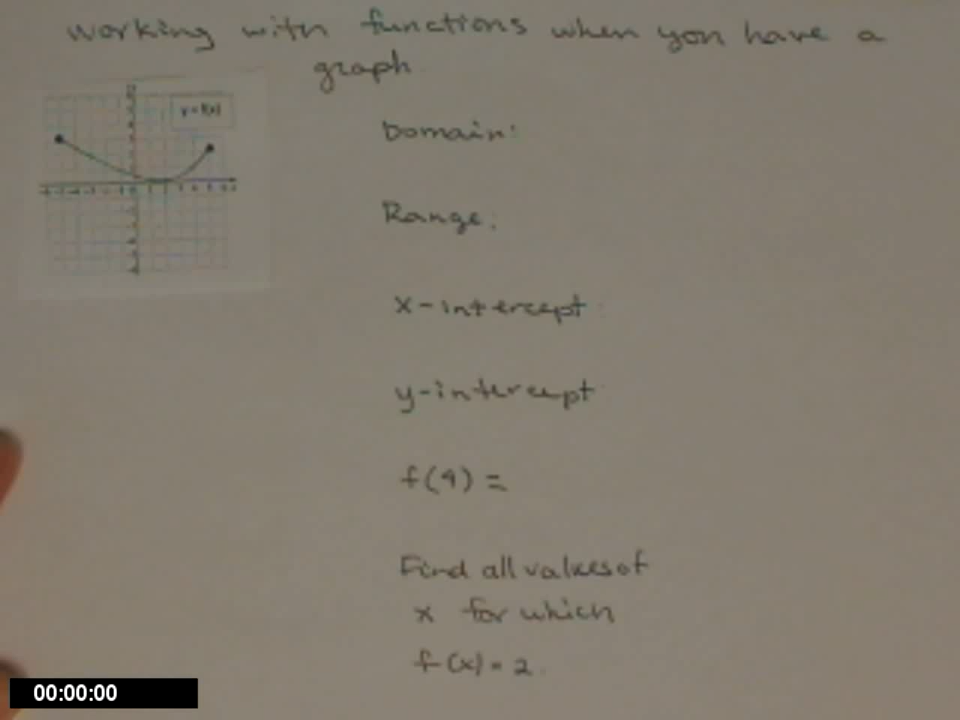 working with functions when you have a
graph
y=f(x)
Domain:
Range:
x-intercept:
y-intercept:
f(4) =
Find all values of
x for which
f(x)=2.
00:00:00